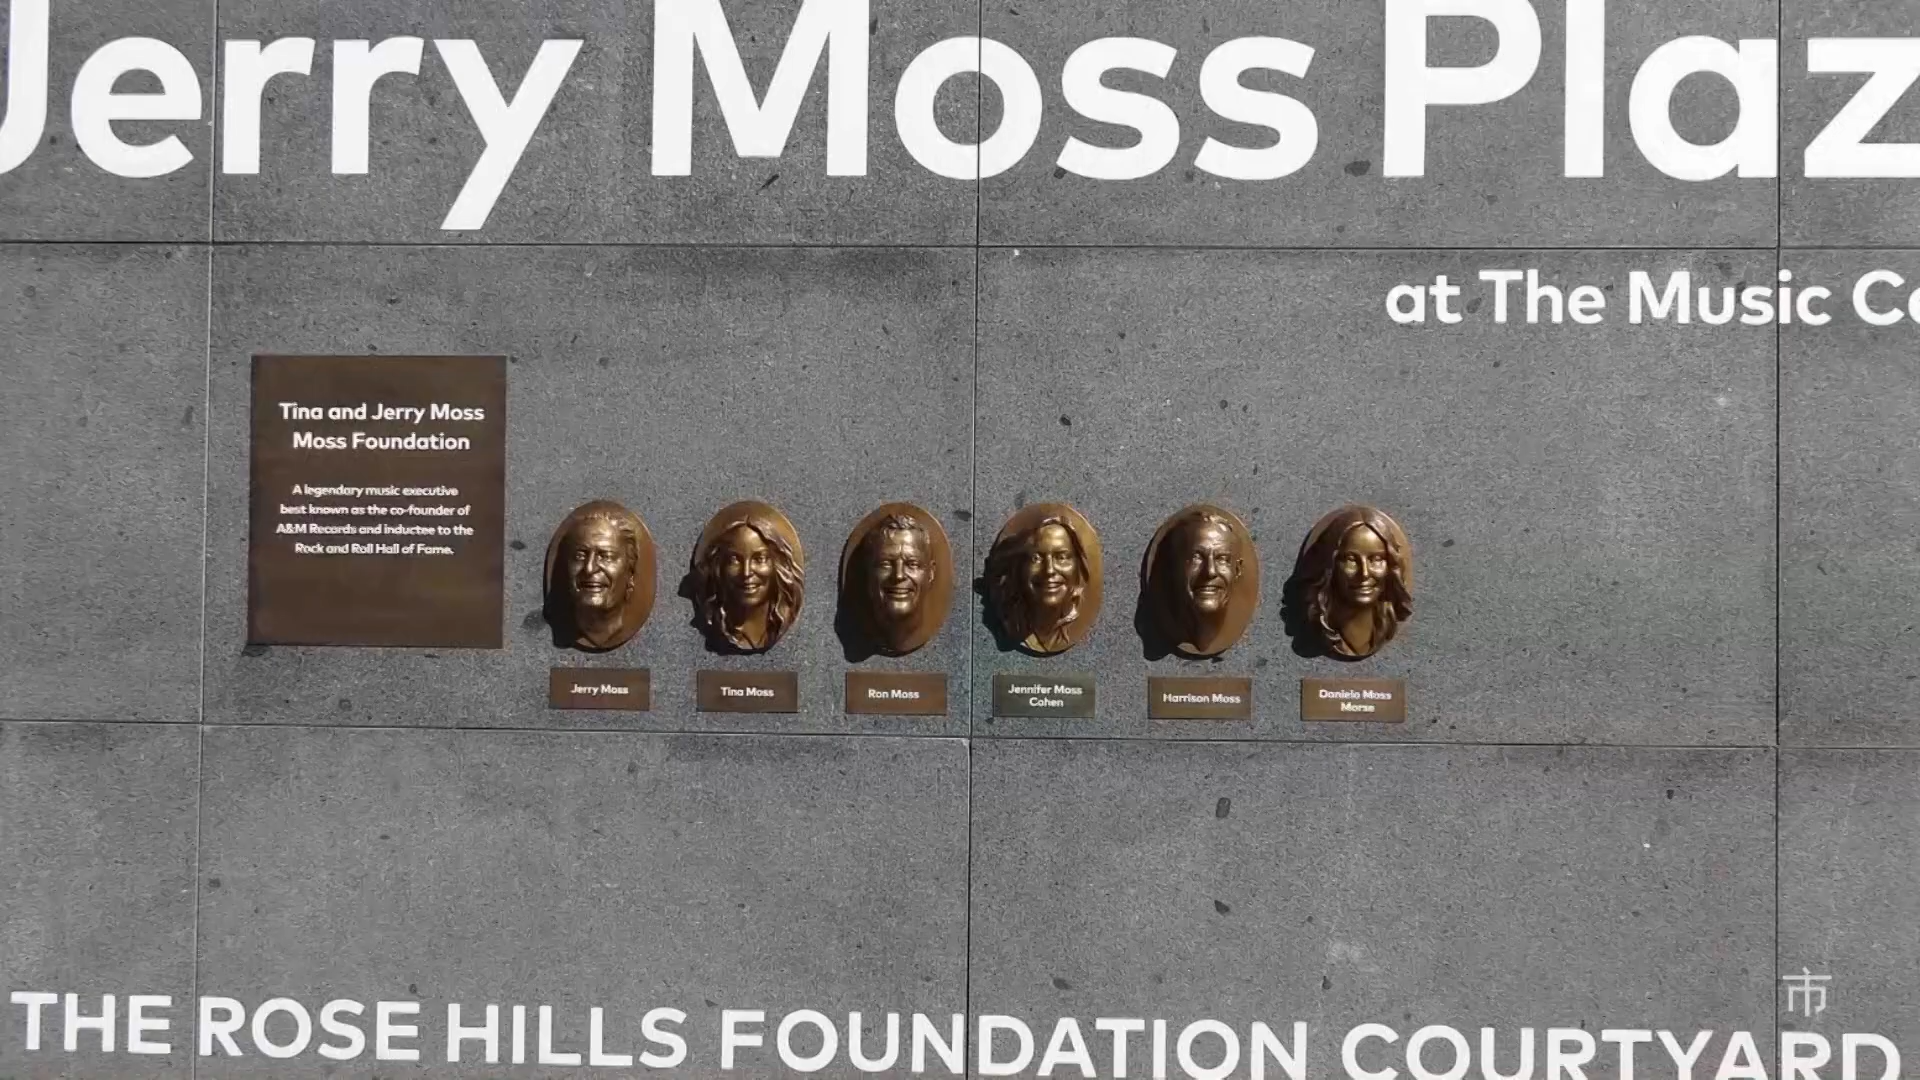 Jerry Moss Plaz
at The Music Ce
Tina and Jerry Moss
Moss Foundation
A legendary music executive
best known as the co-founder of
A&M Records and inductee to the
Rock and Roll Hall of Fame.
Jerry Moss
Tina Moss
Ron Moss
Jennifer Moss
Cohen
Harrison Moss
Daniela Moss
Morse
THE ROSE HILLS FOUNDATION COURTYARD
市